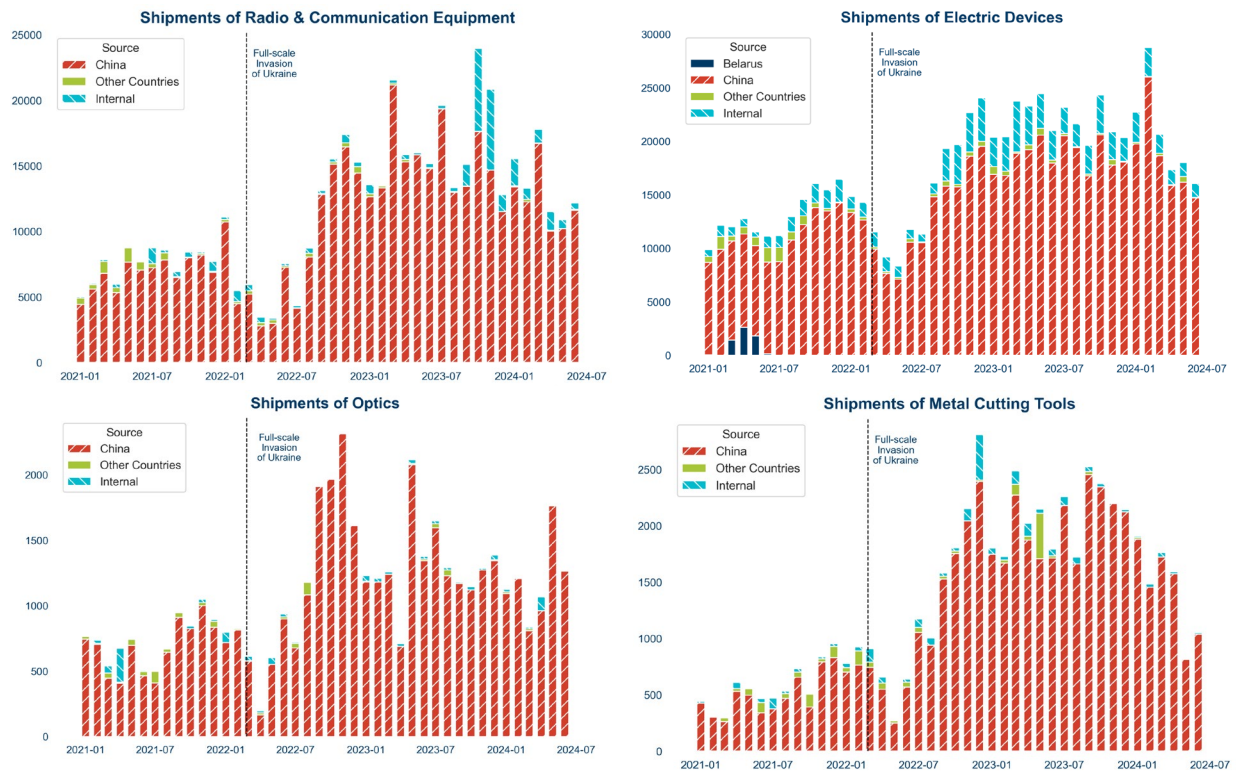 Shipments of Radio & Communication Equipment
25000
20000
15000
10000
5000
0
Source
China
Other Countries
Internal
Full-scale
Invasion
of Ukraine
2021-01
2021-07
2022-01
2022-07
2023-01
2023-07
2024-01
2024-07
Shipments of Electric Devices
30000
25000
20000
15000
10000
5000
0
Source
Belarus
China
Other Countries
Internal
Full-scale
Invasion
of Ukraine
2021-01
2021-07
2022-01
2022-07
2023-01
2023-07
2024-01
2024-07
Shipments of Optics
2000
1500
1000
500
0
Source
China
Other Countries
Internal
Full-scale
Invasion
of Ukraine
2021-01
2021-07
2022-01
2022-07
2023-01
2023-07
2024-01
2024-07
Shipments of Metal Cutting Tools
2500
2000
1500
1000
500
0
Source
China
Other Countries
Internal
Full-scale
Invasion
of Ukraine
2021-01
2021-07
2022-01
2022-07
2023-01
2023-07
2024-01
2024-07